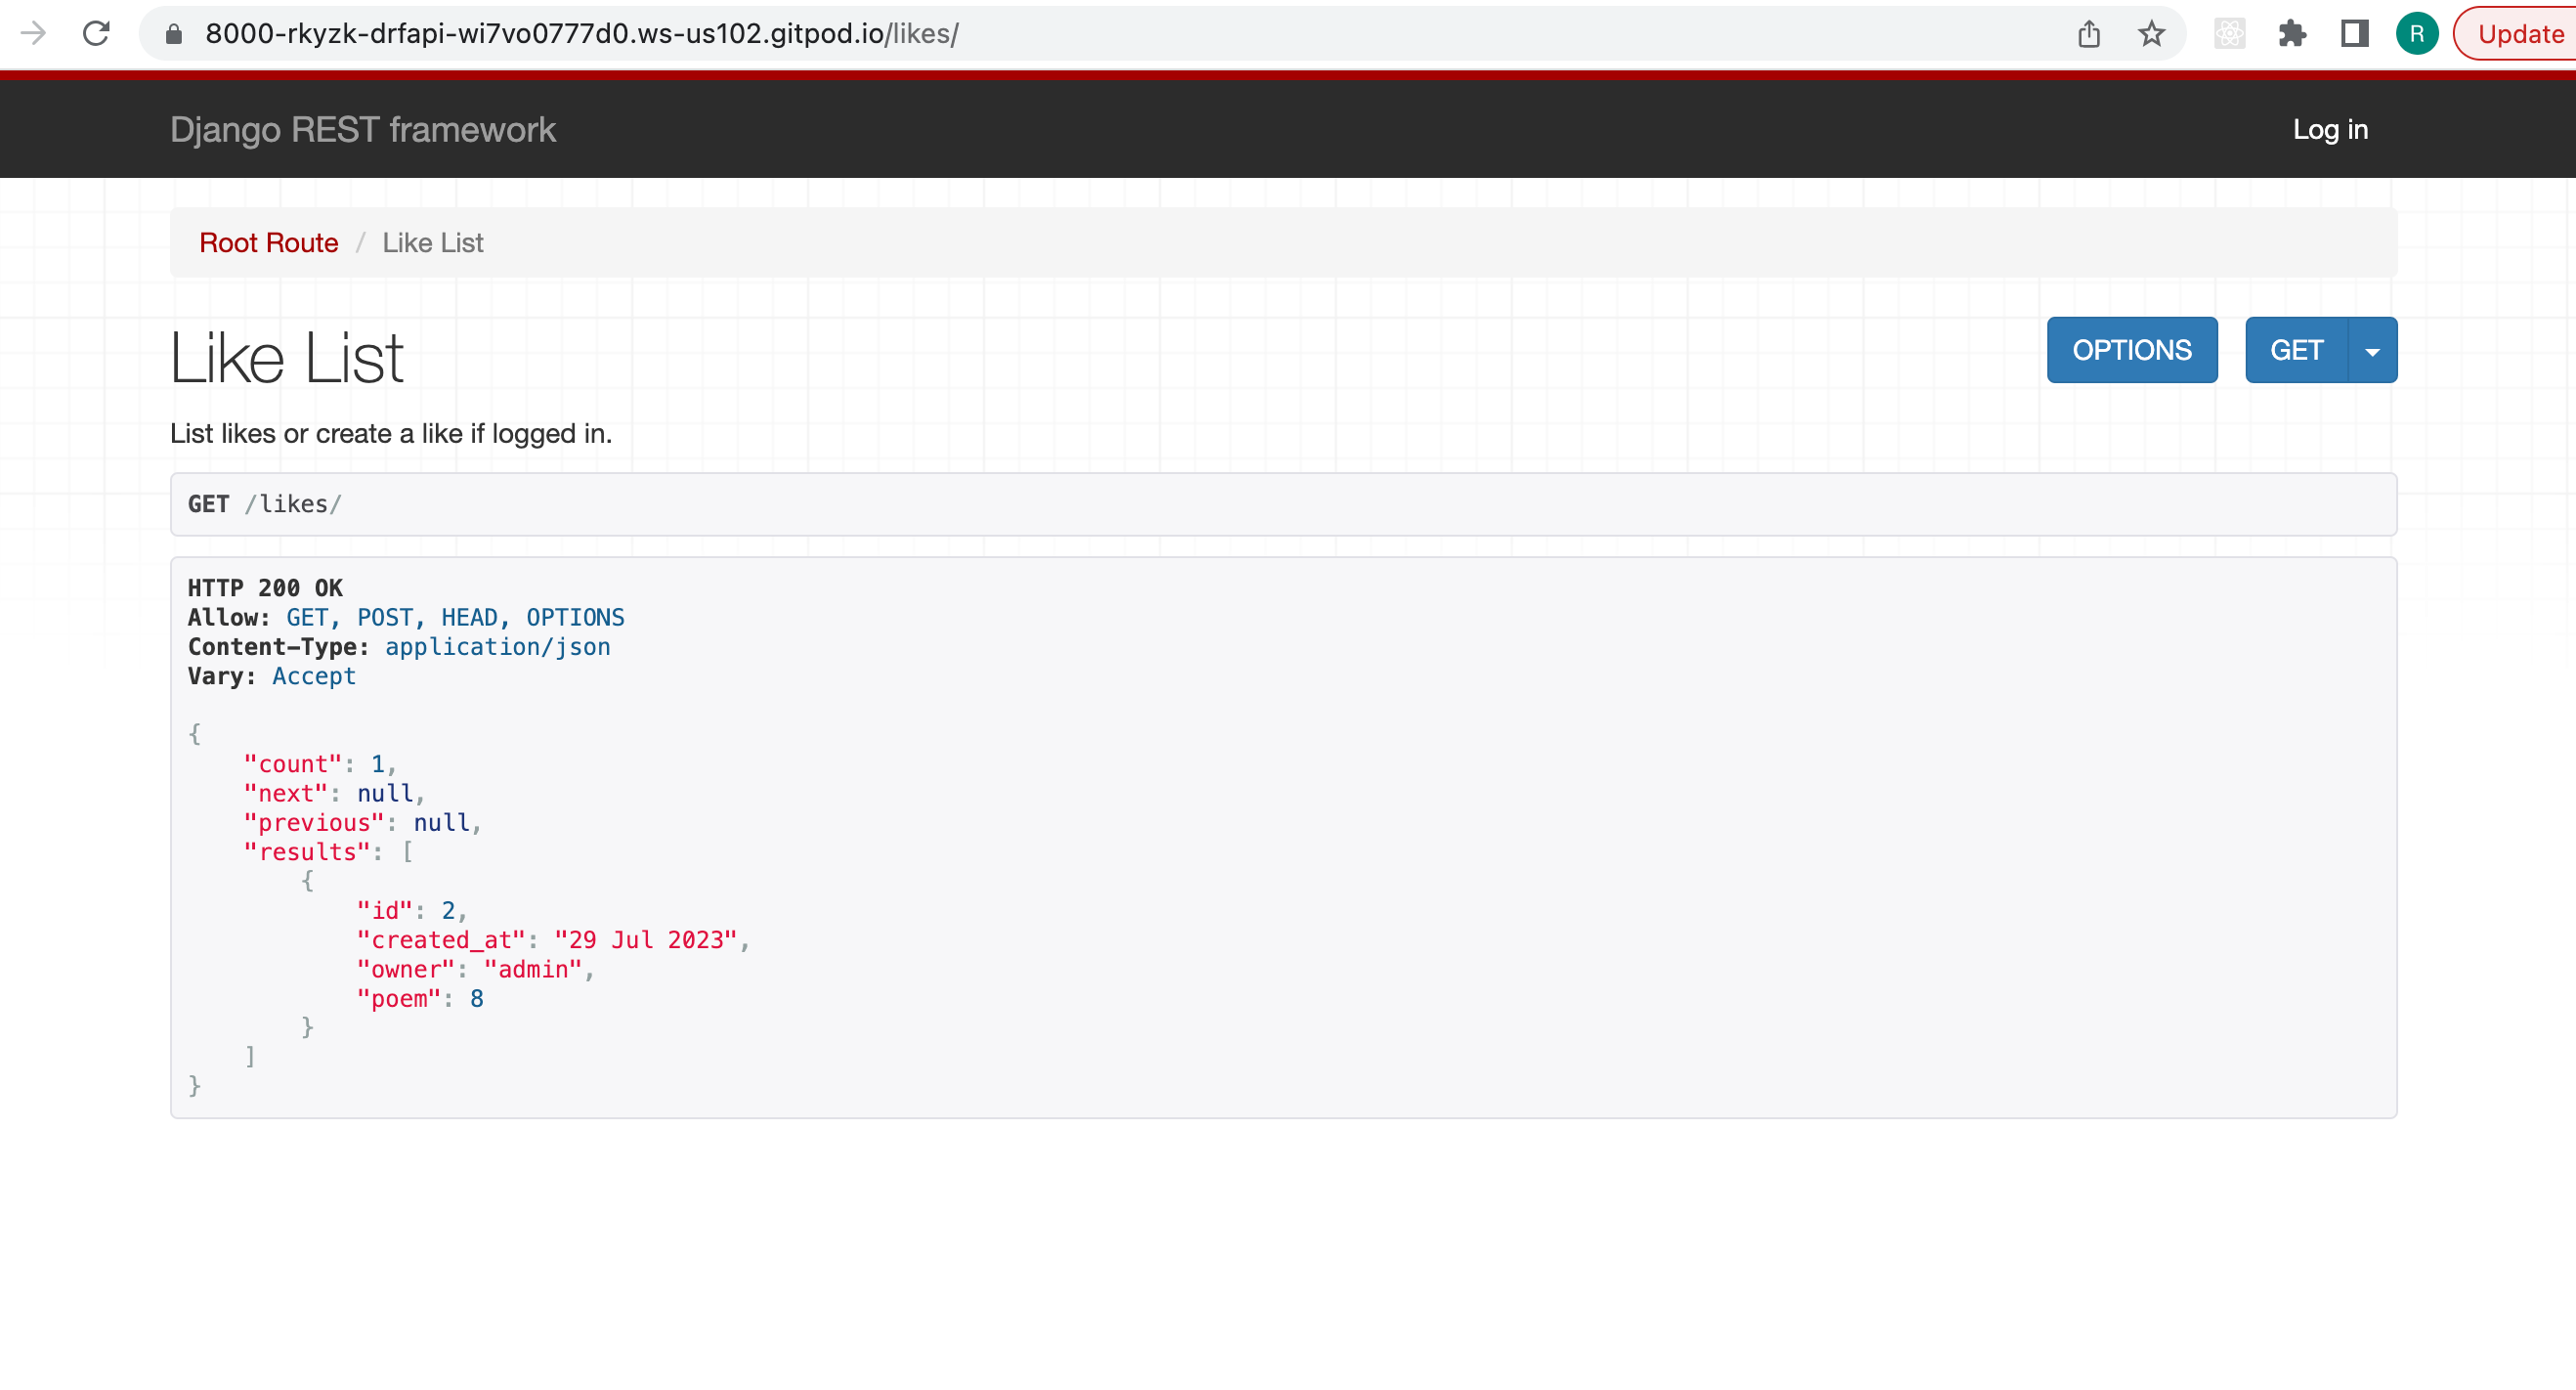 8000-rkyzk-drfapi-wi7vo0777d0.ws-us102.gitpod.io/likes/
R
Update
Django REST framework
Log in
Root Route / Like List
Like List
OPTIONS
GET
List likes or create a like if logged in.
GET /likes/
HTTP 200 OK
Allow: GET, POST, HEAD, OPTIONS
Content-Type: application/json
Vary: Accept
{
    "count": 1,
    "next": null,
    "previous": null,
    "results": [
        {
            "id": 2,
            "created_at": "29 Jul 2023",
            "owner": "admin",
            "poem": 8
        }
    ]
}